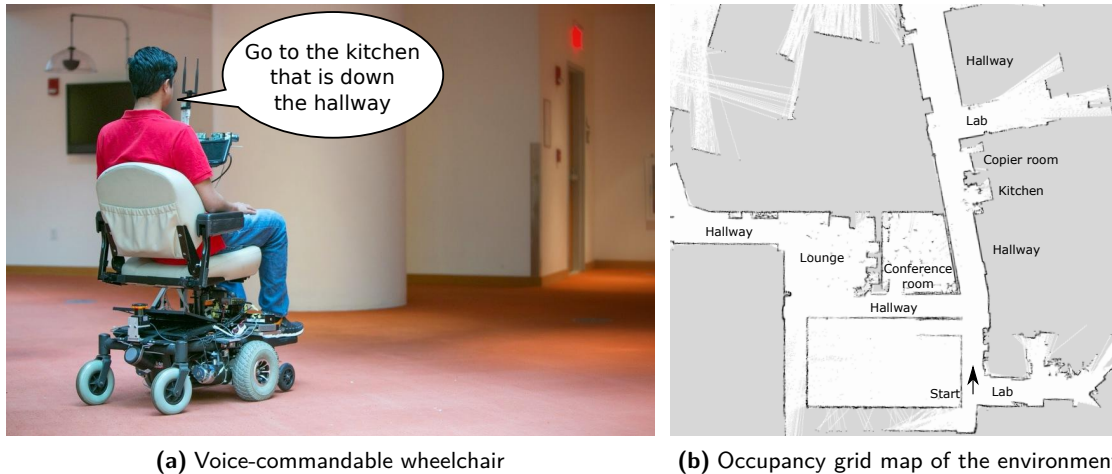 Go to the kitchen
that is down
the hallway
Hallway
Lab
Copier room
Kitchen
Hallway
Hallway
Lounge
Conference
room
Hallway
Start
Lab
(a) Voice-commandable wheelchair
(b) Occupancy grid map of the environmen